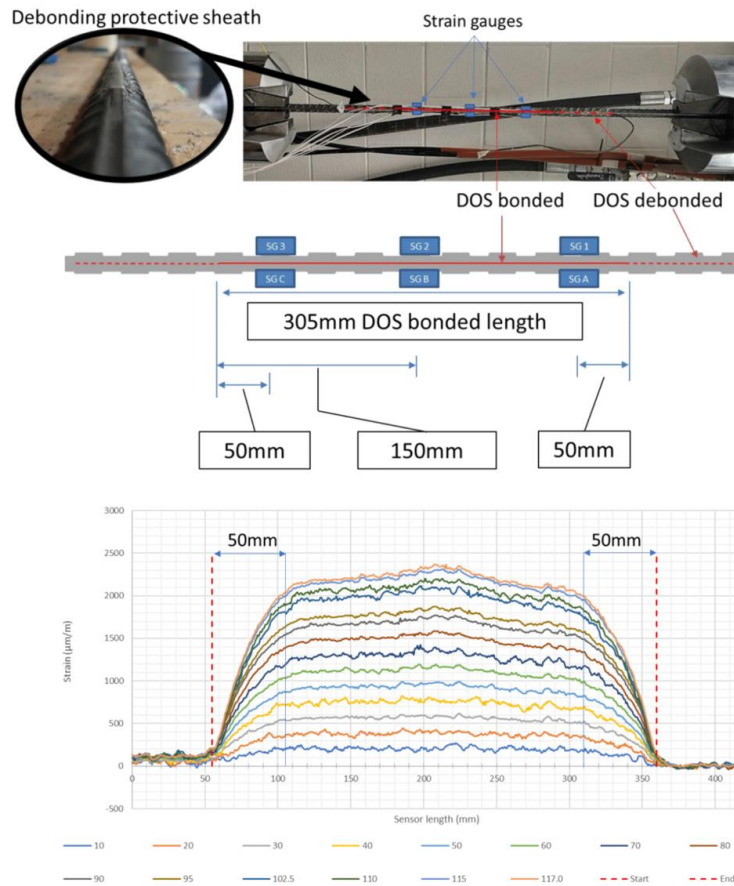 Debonding protective sheath
Strain gauges
DOS bonded
DOS debonded
SG 3
SG 2
SG 1
SG C
SG B
SG A
305mm DOS bonded length
50mm
150mm
50mm
50mm
50mm
3000
2500
2000
1500
1000
500
0
-500
Strain (μm/m)
0
50
100
150
200
250
300
350
400
Sensor length (mm)
10
20
30
40
50
60
70
80
90
95
102.5
110
115
117.0
Start
End